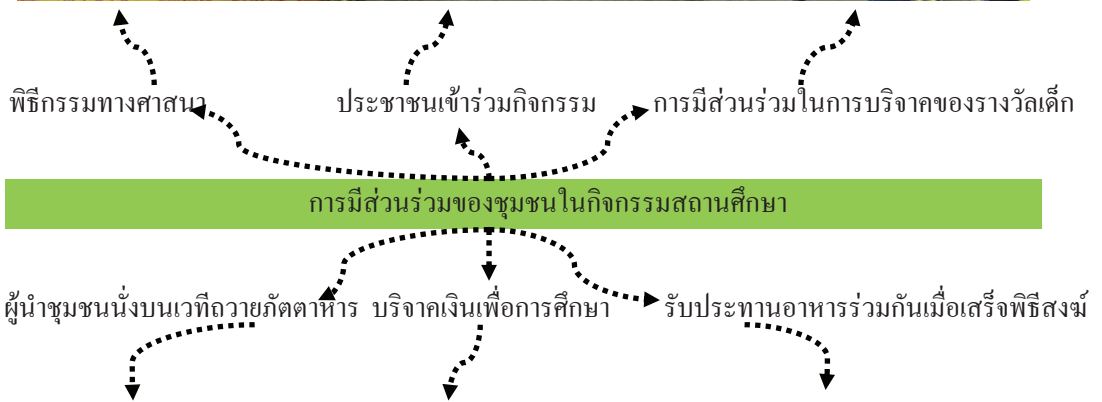 พิธีกรรมทางศาสนา ประชาชนเข้าร่วมกิจกรรม การมีส่วนร่วมในการบริจาคของรางวัลเด็ก
การมีส่วนร่วมของชุมชนในกิจกรรมสถานศึกษา
ผู้นำชุมชนนั่งบนเวทีถวายภัตตาหาร บริจาคเงินเพื่อการศึกษา รับประทานอาหารร่วมกันเมื่อเสร็จพิธีสงฆ์